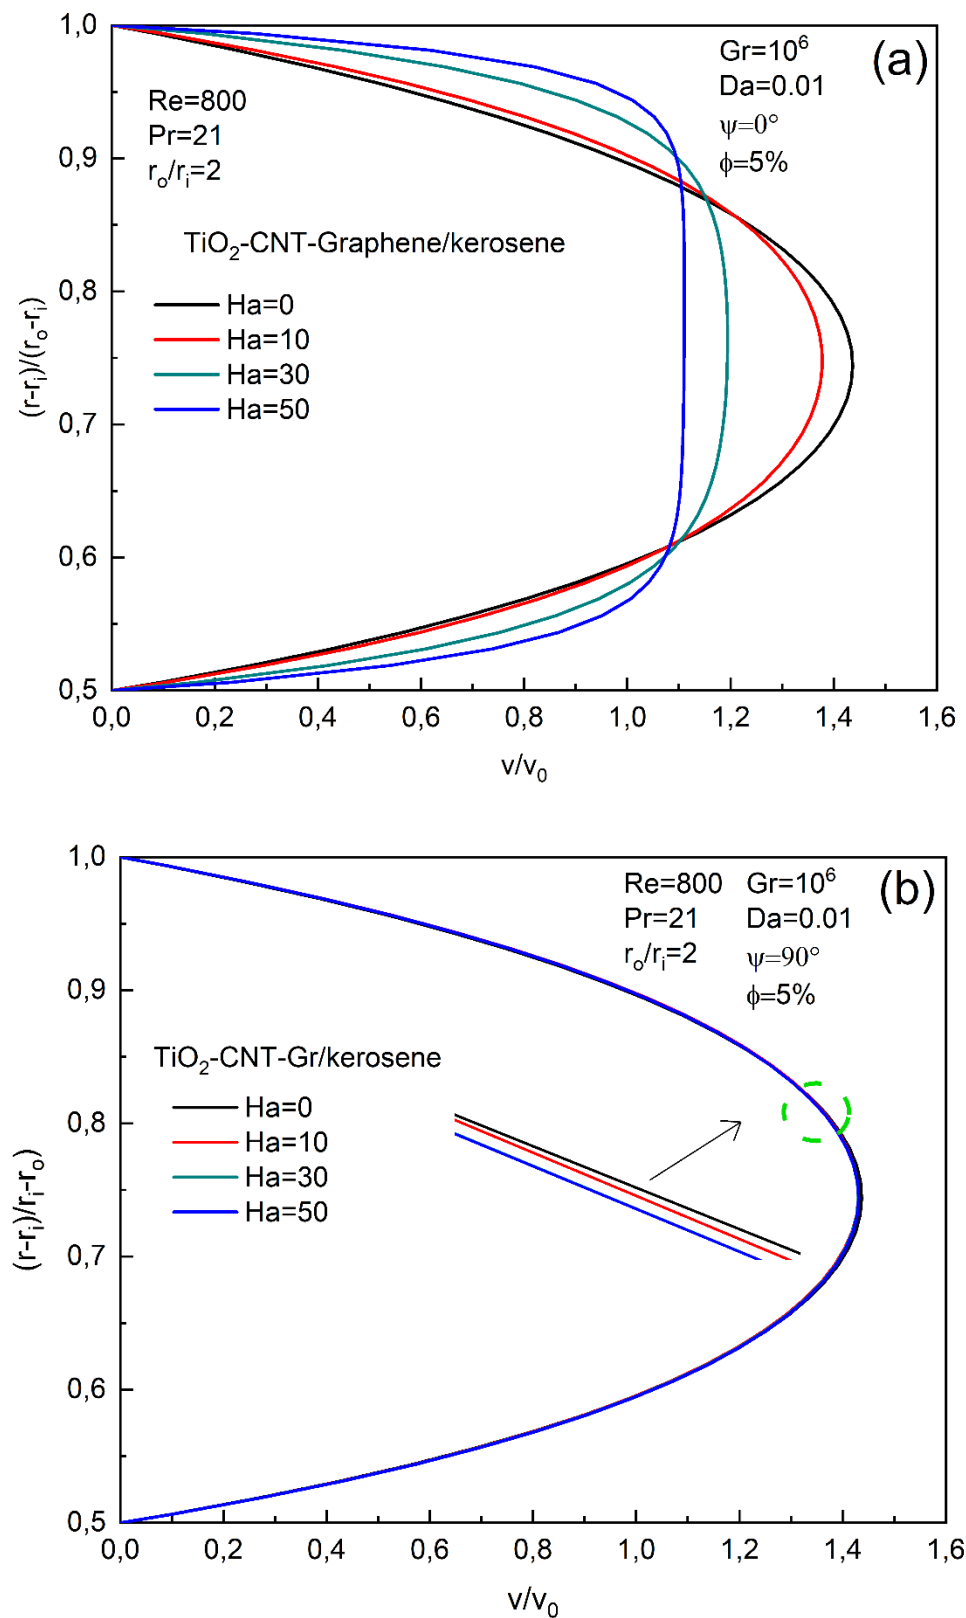 (a)
Gr=10⁶
Da=0.01
ψ=0°
ϕ=5%
Re=800
Pr=21
rₒ/rᵢ=2
TiO₂-CNT-Graphene/kerosene
Ha=0
Ha=10
Ha=30
Ha=50
(r-rᵢ)/(rₒ-rᵢ)
1,0
0,9
0,8
0,7
0,6
0,5
0,0 0,2 0,4 0,6 0,8 1,0 1,2 1,4 1,6
v/v₀
(b)
Re=800 Gr=10⁶
Pr=21 Da=0.01
rₒ/rᵢ=2 ψ=90°
ϕ=5%
TiO₂-CNT-Gr/kerosene
Ha=0
Ha=10
Ha=30
Ha=50
(r-rᵢ)/rᵢ-rₒ)
1,0
0,9
0,8
0,7
0,6
0,5
0,0 0,2 0,4 0,6 0,8 1,0 1,2 1,4 1,6
v/v₀